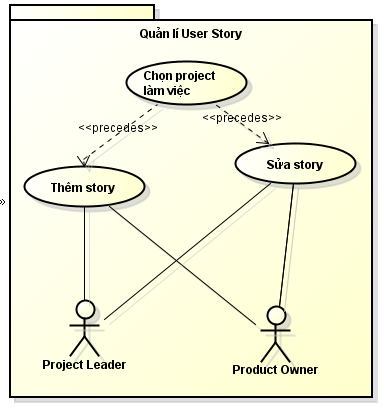 Quản lí User Story
Chọn project
làm việc
<<precedes>>
<<precedes>>
Thêm story
Sửa story
»
Project Leader
Product Owner